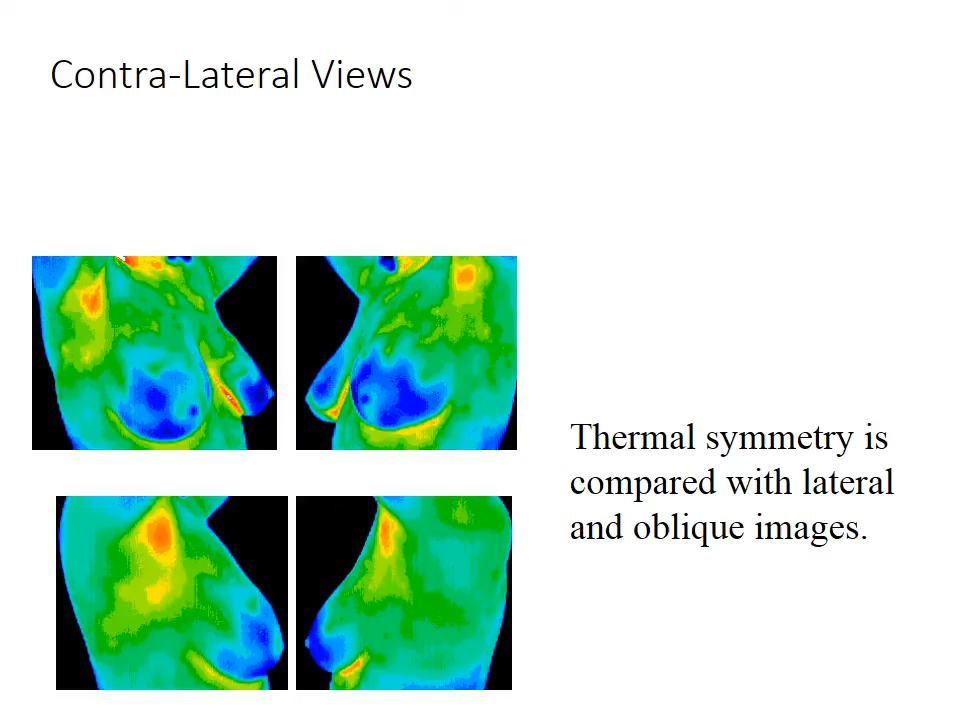 Contra-Lateral Views
Thermal symmetry is
compared with lateral
and oblique images.